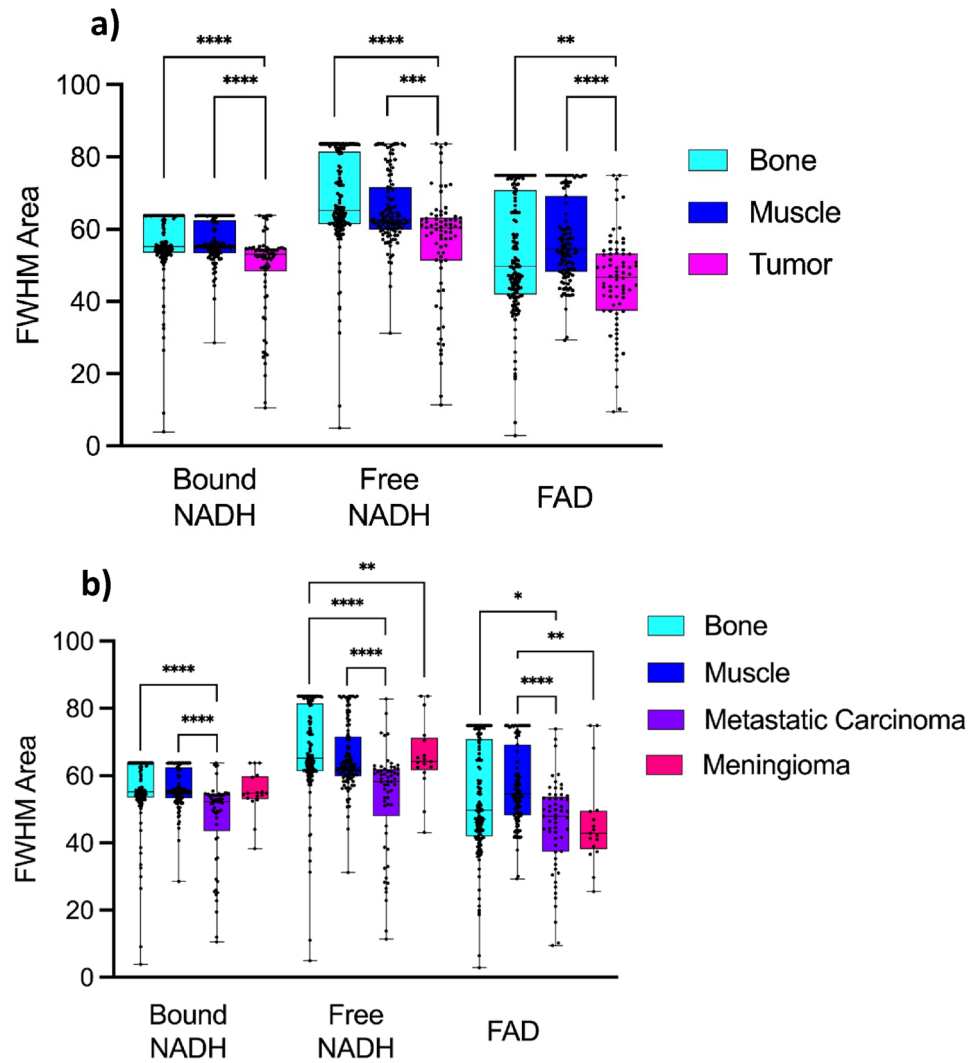 a)
**** **** **
**** *** ****
100
80
60
40
20
0
FWHM Area
Bound
NADH
Free
NADH
FAD
Bone
Muscle
Tumor
b)
**
**** *
**** **** **
**** ****
100
80
60
40
20
0
FWHM Area
Bound
NADH
Free
NADH
FAD
Bone
Muscle
Metastatic Carcinoma
Meningioma